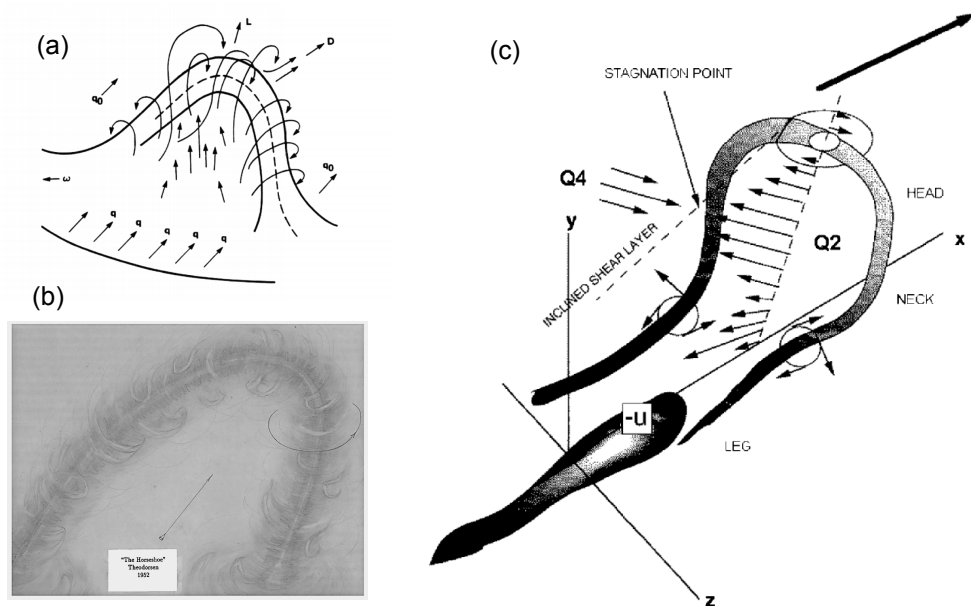 (a)
L
D
q0
q0
ω
q q q q q q
(b)
"The Horseshoe"
Theodorsen
1952
(c)
STAGNATION POINT
Q4
y
INCLINED SHEAR LAYER
Q2
HEAD
x
NECK
-u
LEG
z